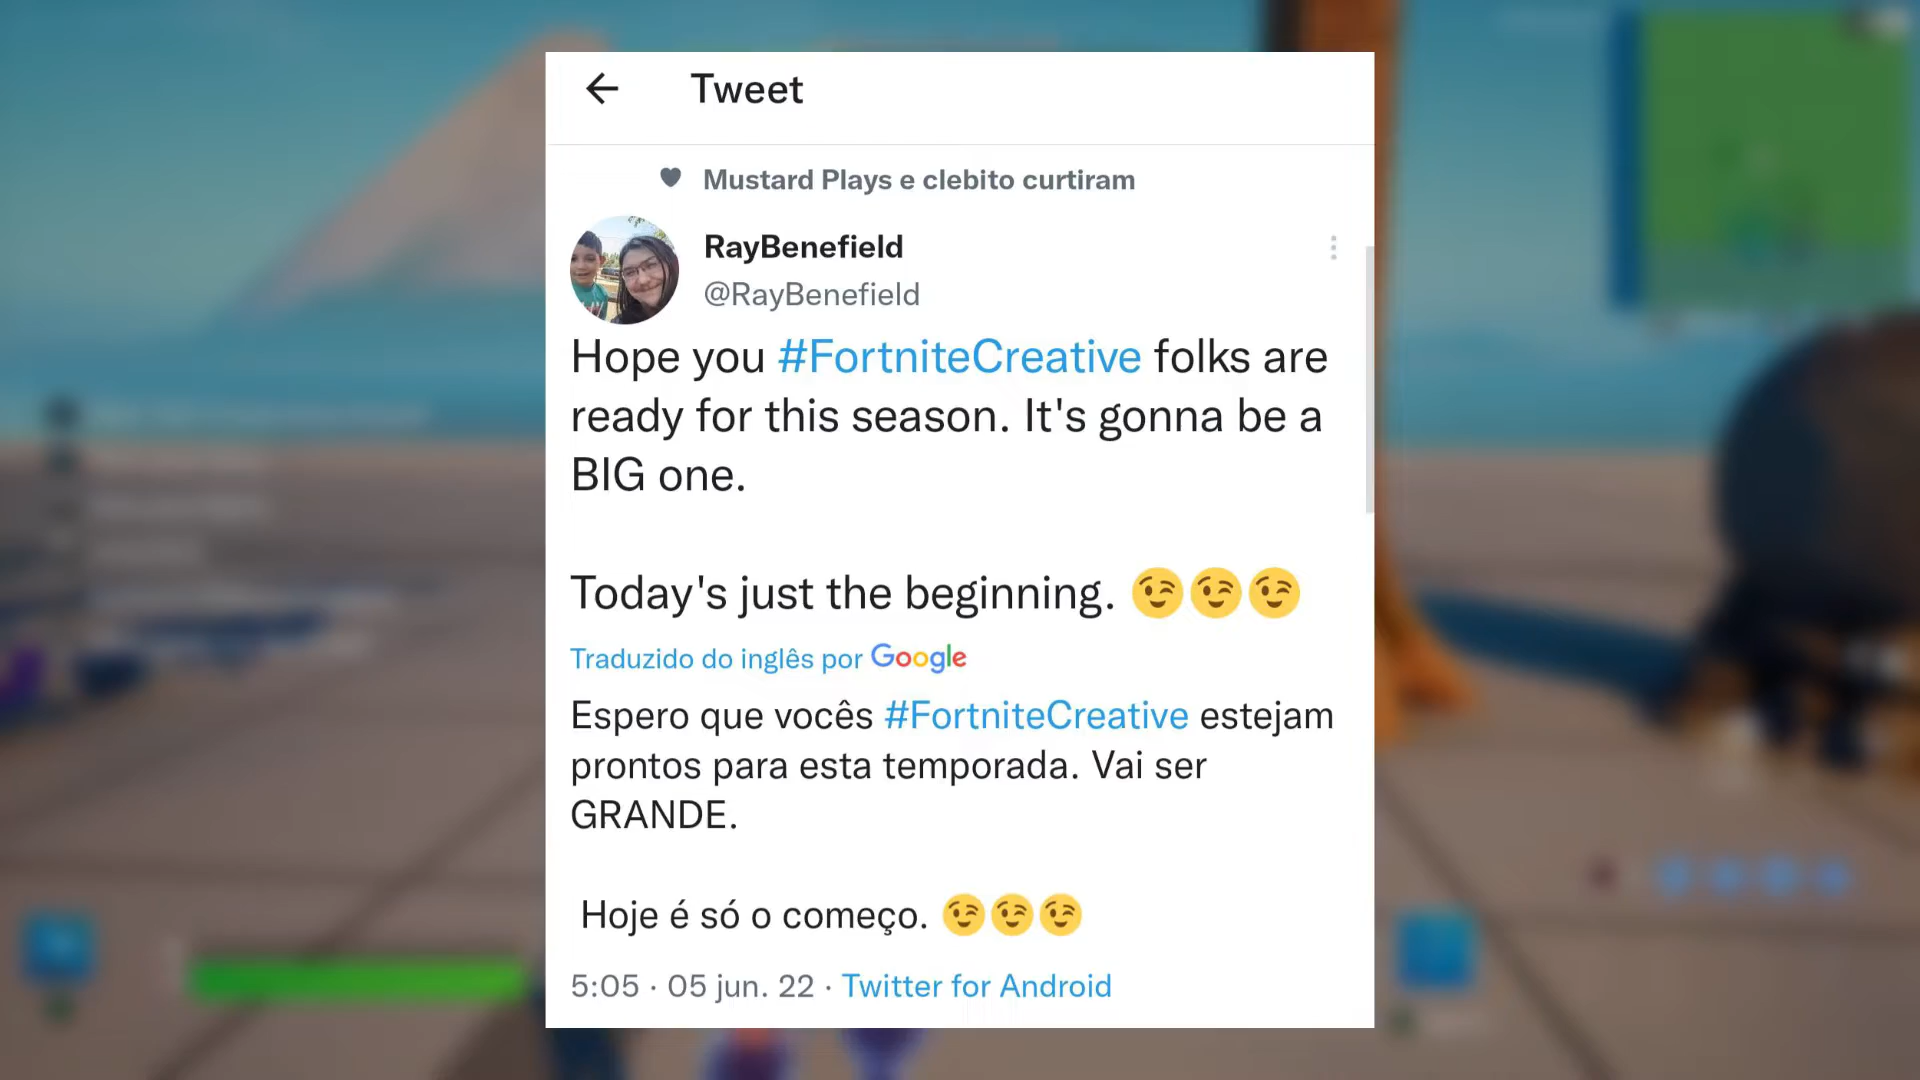 Tweet
Mustard Plays e clebito curtiram
RayBenefield
@RayBenefield
Hope you #FortniteCreative folks are
ready for this season. It's gonna be a
BIG one.
Today's just the beginning. 😉😉😉
Traduzido do inglês por Google
Espero que vocês #FortniteCreative estejam
prontos para esta temporada. Vai ser
GRANDE.
Hoje é só o começo. 😉😉😉
5:05 · 05 jun. 22 · Twitter for Android